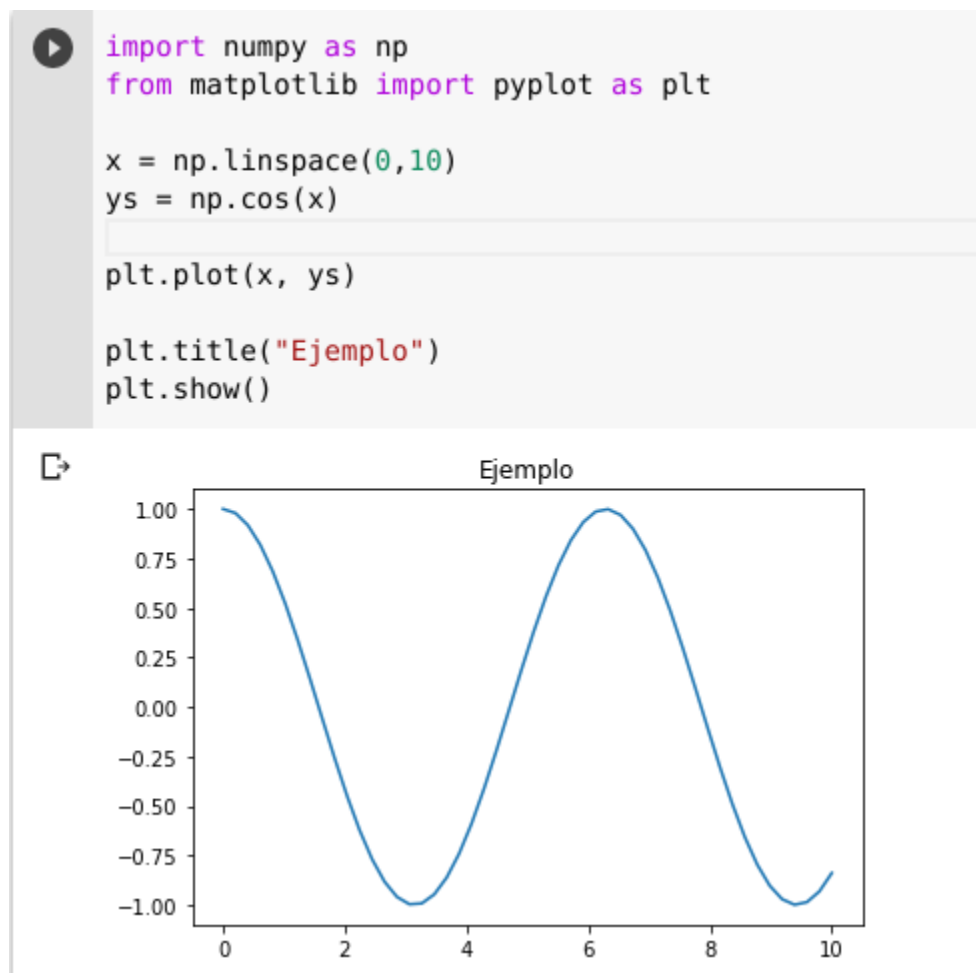 import numpy as np
from matplotlib import pyplot as plt
x = np.linspace(0,10)
ys = np.cos(x)
plt.plot(x, ys)
plt.title("Ejemplo")
plt.show()
Ejemplo
1.00
0.75
0.50
0.25
0.00
−0.25
−0.50
−0.75
−1.00
0 2 4 6 8 10